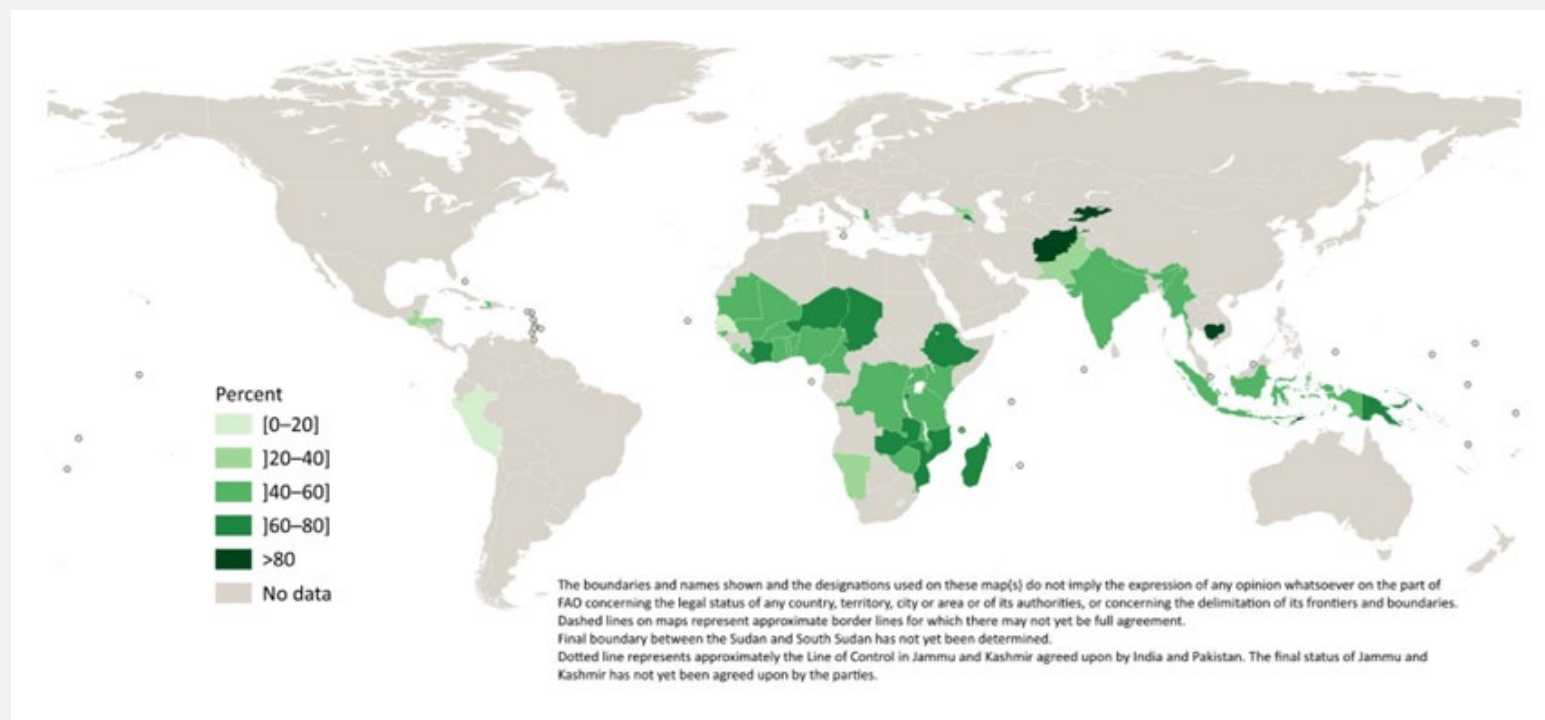 Percent
[0–20]
]20–40]
]40–60]
]60–80]
>80
No data
The boundaries and names shown and the designations used on these map(s) do not imply the expression of any opinion whatsoever on the part of
FAO concerning the legal status of any country, territory, city or area or of its authorities, or concerning the delimitation of its frontiers and boundaries.
Dashed lines on maps represent approximate border lines for which there may not yet be full agreement.
Final boundary between the Sudan and South Sudan has not yet been determined.
Dotted line represents approximately the Line of Control in Jammu and Kashmir agreed upon by India and Pakistan. The final status of Jammu and
Kashmir has not yet been agreed upon by the parties.